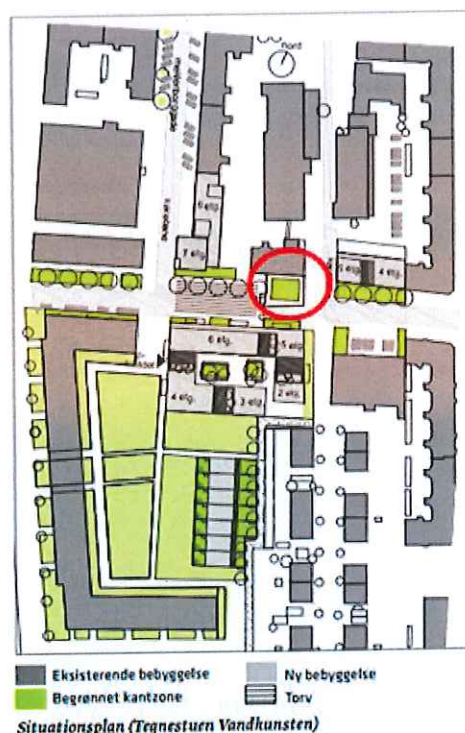 nord
6 etg.
7 etg.
5 etg. 4 etg.
6 etg.
5 etg.
2 etg.
4 etg.
3 etg.
Eksisterende bebyggelse
Ny bebyggelse
Begrønnet kantzone
Torv
Situationsplan (Tegnestuen Vandkunsten)